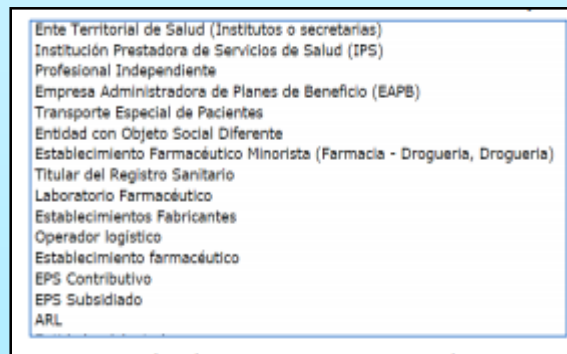 Ente Territorial de Salud (Institutos o secretarias)
Institución Prestadora de Servicios de Salud (IPS)
Profesional Independiente
Empresa Administradora de Planes de Beneficio (EAPB)
Transporte Especial de Pacientes
Entidad con Objeto Social Diferente
Establecimiento Farmacéutico Minorista (Farmacia - Drogueria, Drogueria)
Titular del Registro Sanitario
Laboratorio Farmacéutico
Establecimientos Fabricantes
Operador logístico
Establecimiento farmacéutico
EPS Contributivo
EPS Subsidiado
ARL